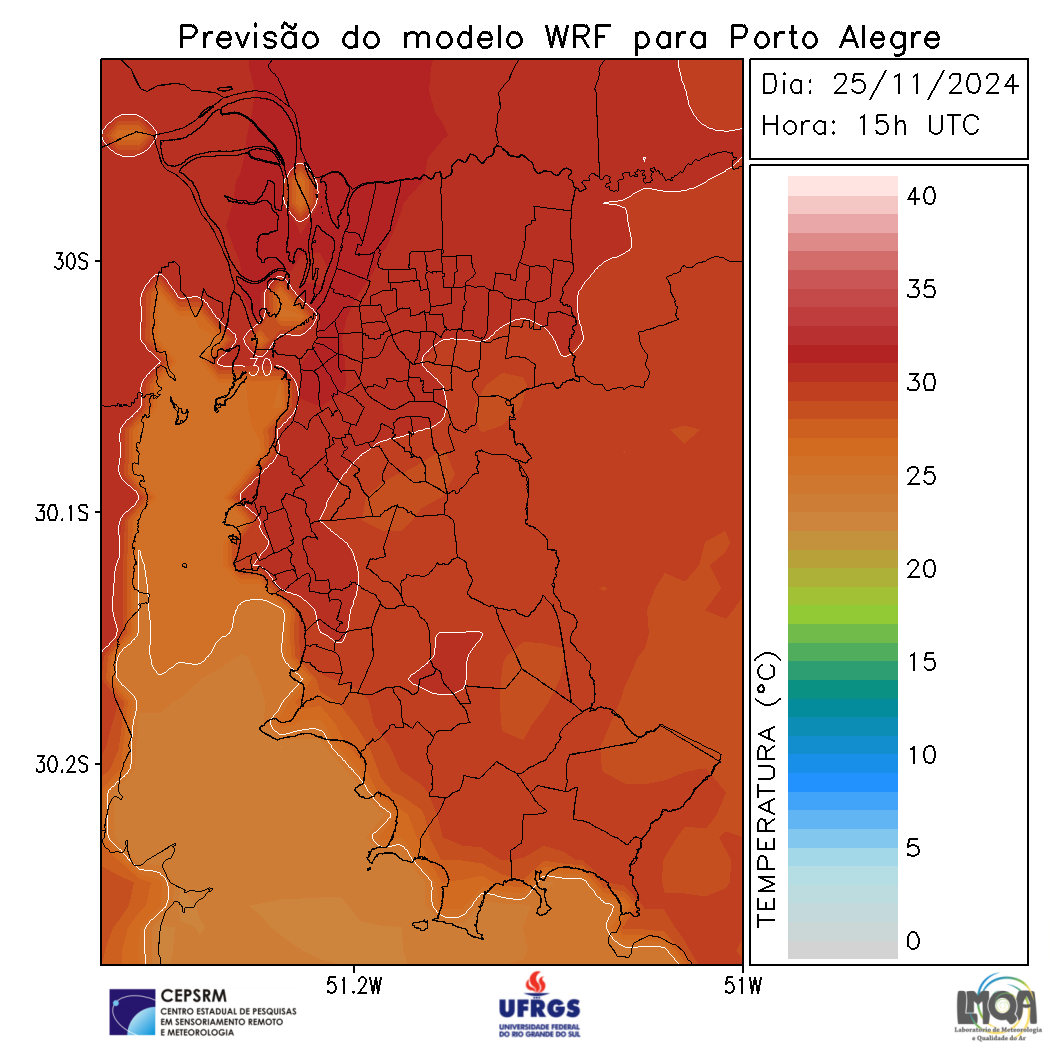 Previsão do modelo WRF para Porto Alegre
Dia: 25/11/2024
Hora: 15h UTC
30S
30.1S
30.2S
51.2W
51W
30
40
35
30
25
20
15
10
5
0
TEMPERATURA (°C)
CEPSRM
CENTRO ESTADUAL DE PESQUISAS
EM SENSORIAMENTO REMOTO
E METEOROLOGIA
UFRGS
UNIVERSIDADE FEDERAL
DO RIO GRANDE DO SUL
LMQA
Laboratório de Meteorologia
e Qualidade do Ar